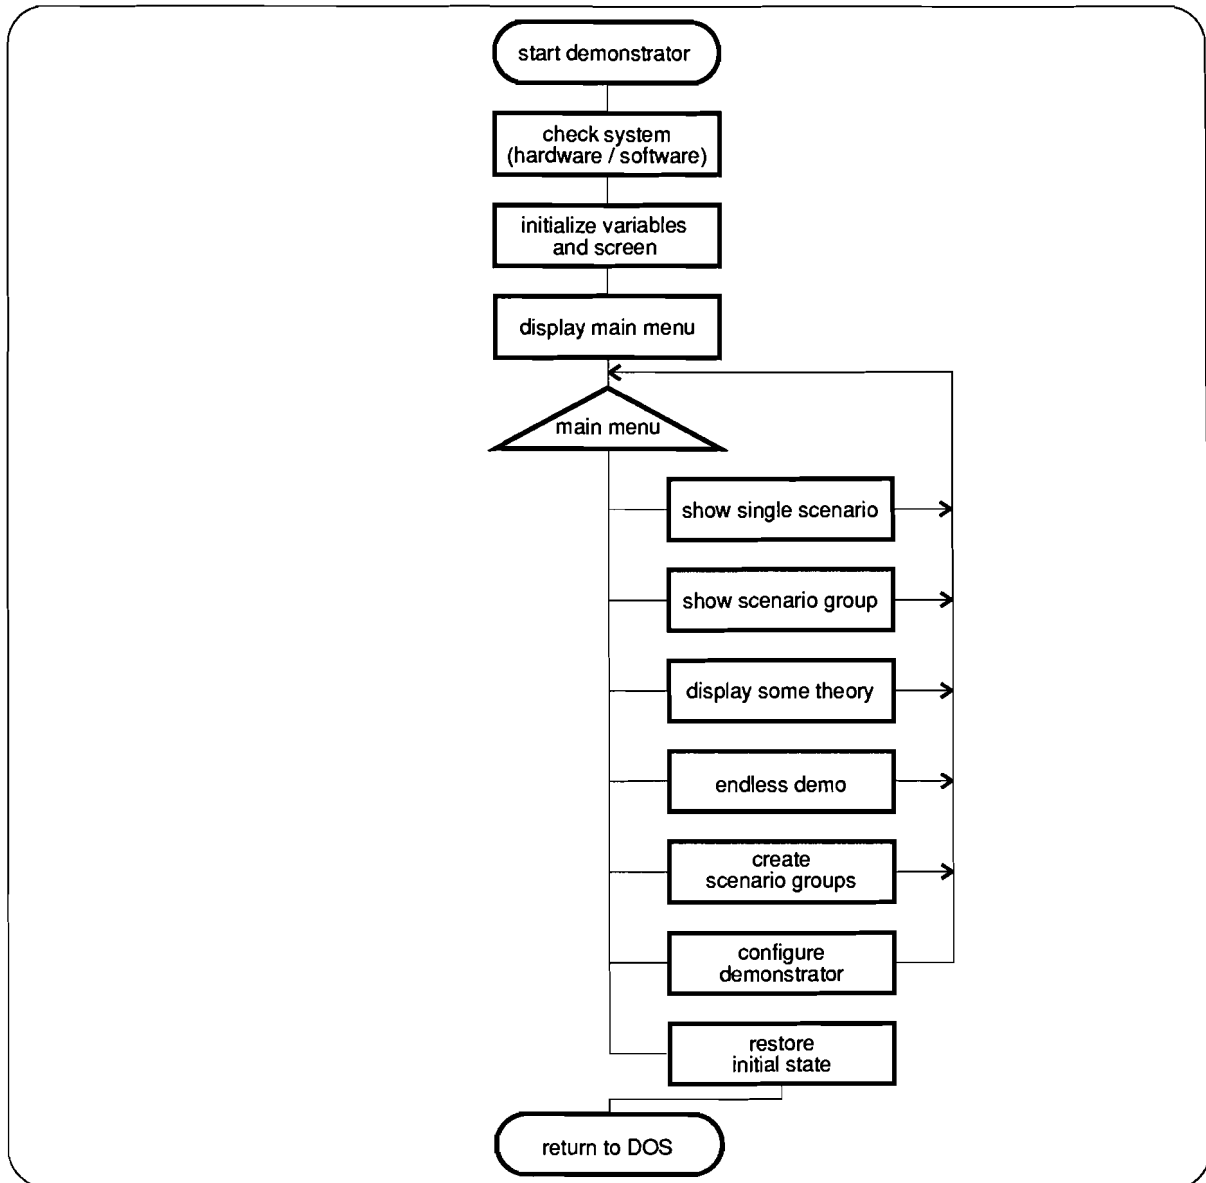 start demonstrator
check system
(hardware / software)
initialize variables
and screen
display main menu
main menu
show single scenario
show scenario group
display some theory
endless demo
create
scenario groups
configure
demonstrator
restore
initial state
return to DOS